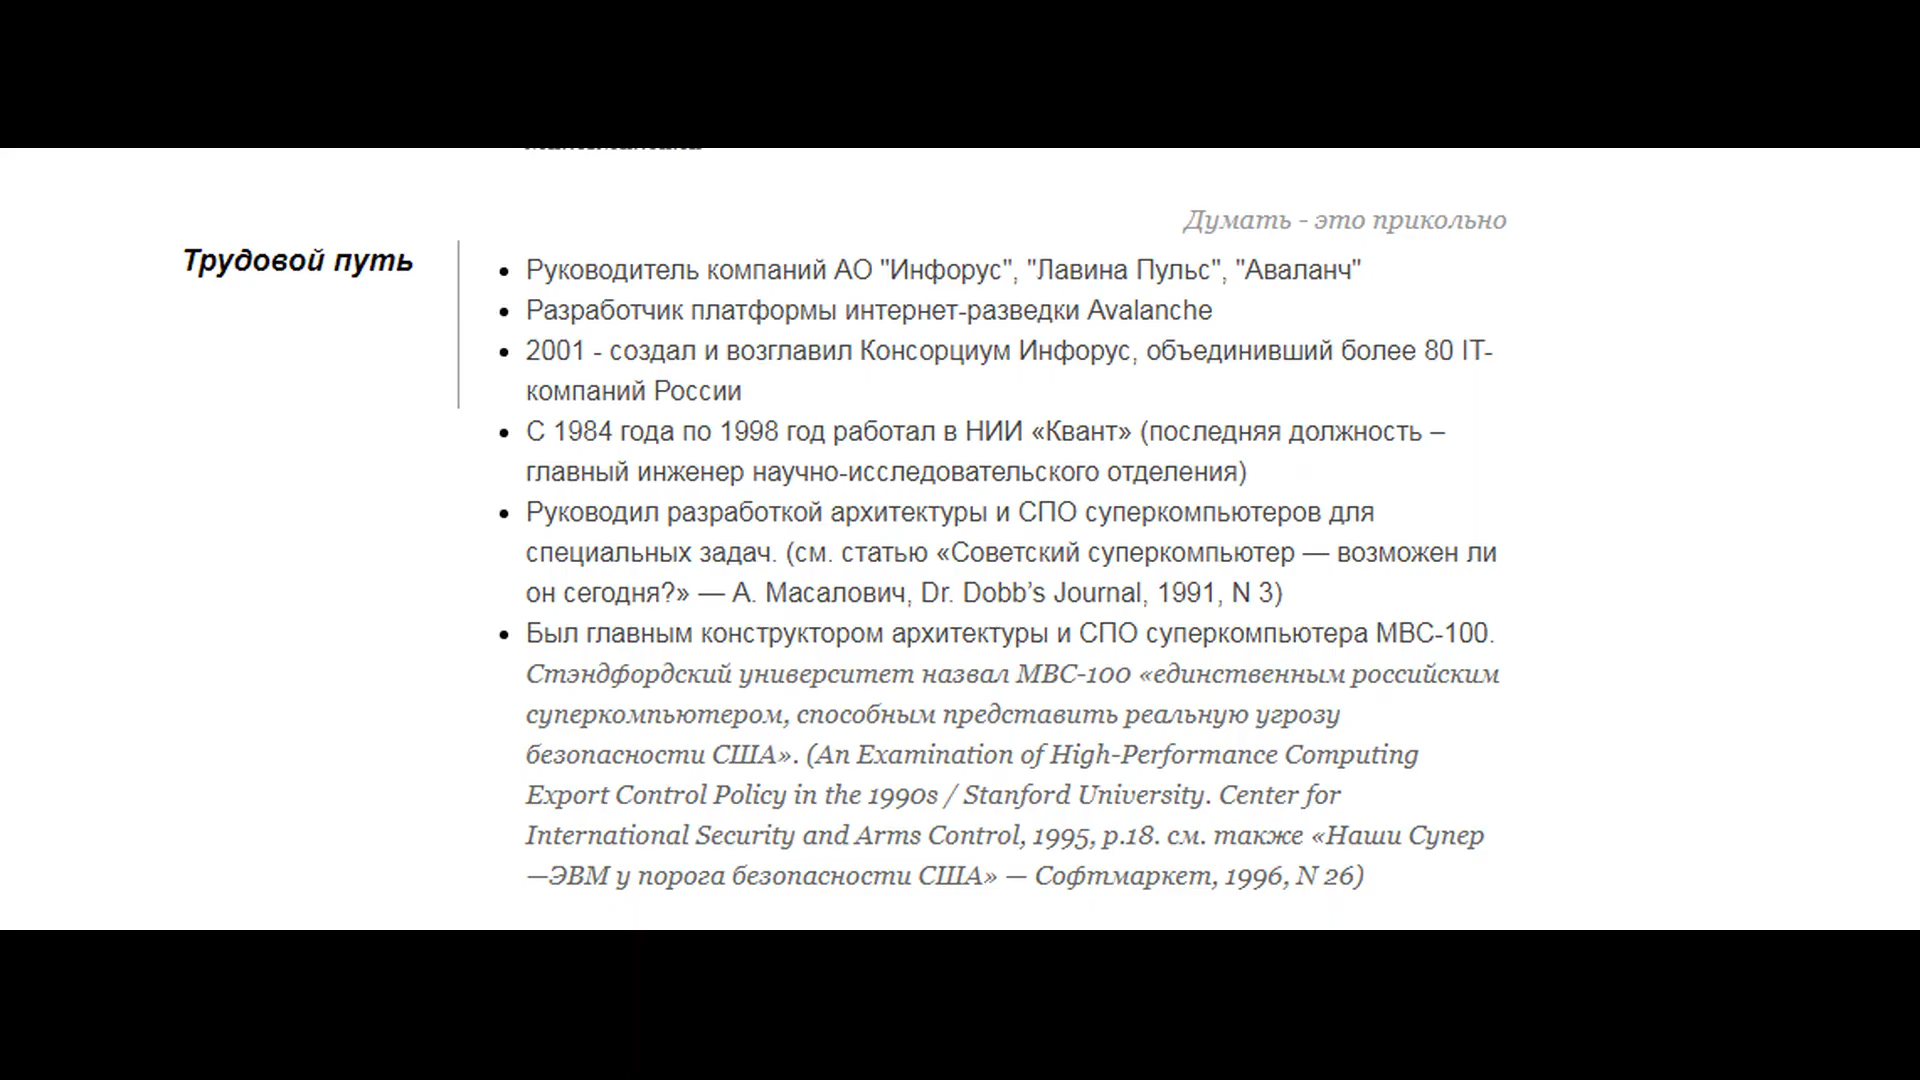 Думать - это прикольно
Трудовой путь
Руководитель компаний АО "Инфорус", "Лавина Пульс", "Аваланч"
Разработчик платформы интернет-разведки Avalanche
2001 - создал и возглавил Консорциум Инфорус, объединивший более 80 IT-
компаний России
С 1984 года по 1998 год работал в НИИ «Квант» (последняя должность –
главный инженер научно-исследовательского отделения)
Руководил разработкой архитектуры и СПО суперкомпьютеров для
специальных задач. (см. статью «Советский суперкомпьютер — возможен ли
он сегодня?» — А. Масалович, Dr. Dobb’s Journal, 1991, N 3)
Был главным конструктором архитектуры и СПО суперкомпьютера МВС-100.
Стэндфордский университет назвал МВС-100 «единственным российским
суперкомпьютером, способным представить реальную угрозу
безопасности США». (An Examination of High-Performance Computing
Export Control Policy in the 1990s / Stanford University. Center for
International Security and Arms Control, 1995, p.18. см. также «Наши Супер
—ЭВМ у порога безопасности США» — Софтмаркет, 1996, N 26)